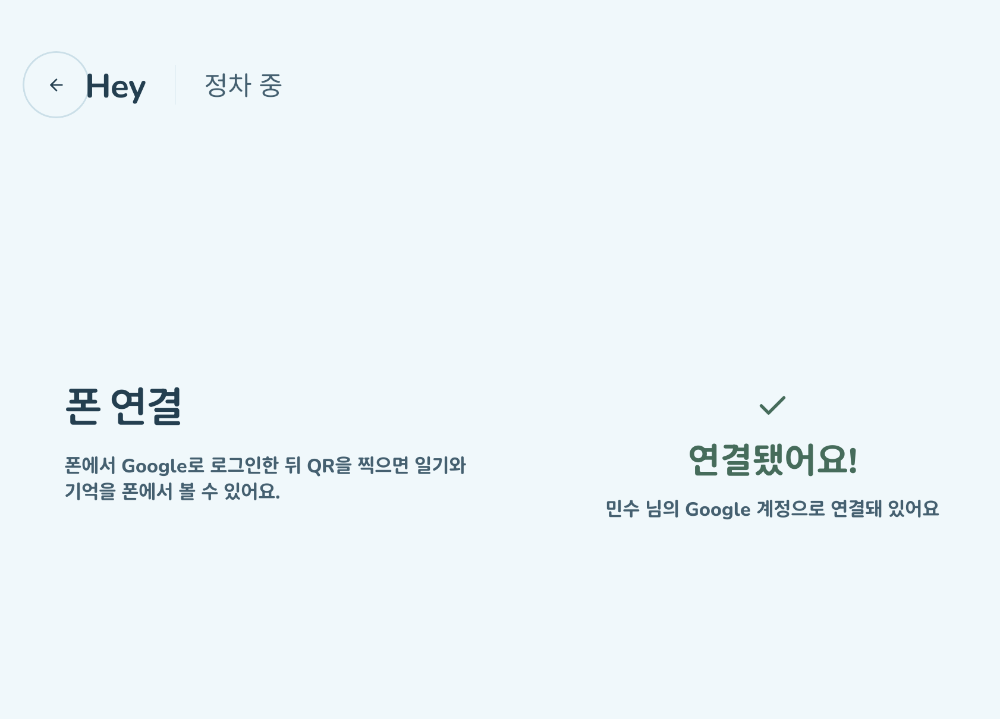 Hey
정차 중
폰 연결
폰에서 Google로 로그인한 뒤 QR을 찍으면 일기와
기억을 폰에서 볼 수 있어요.
연결됐어요!
민수 님의 Google 계정으로 연결돼 있어요